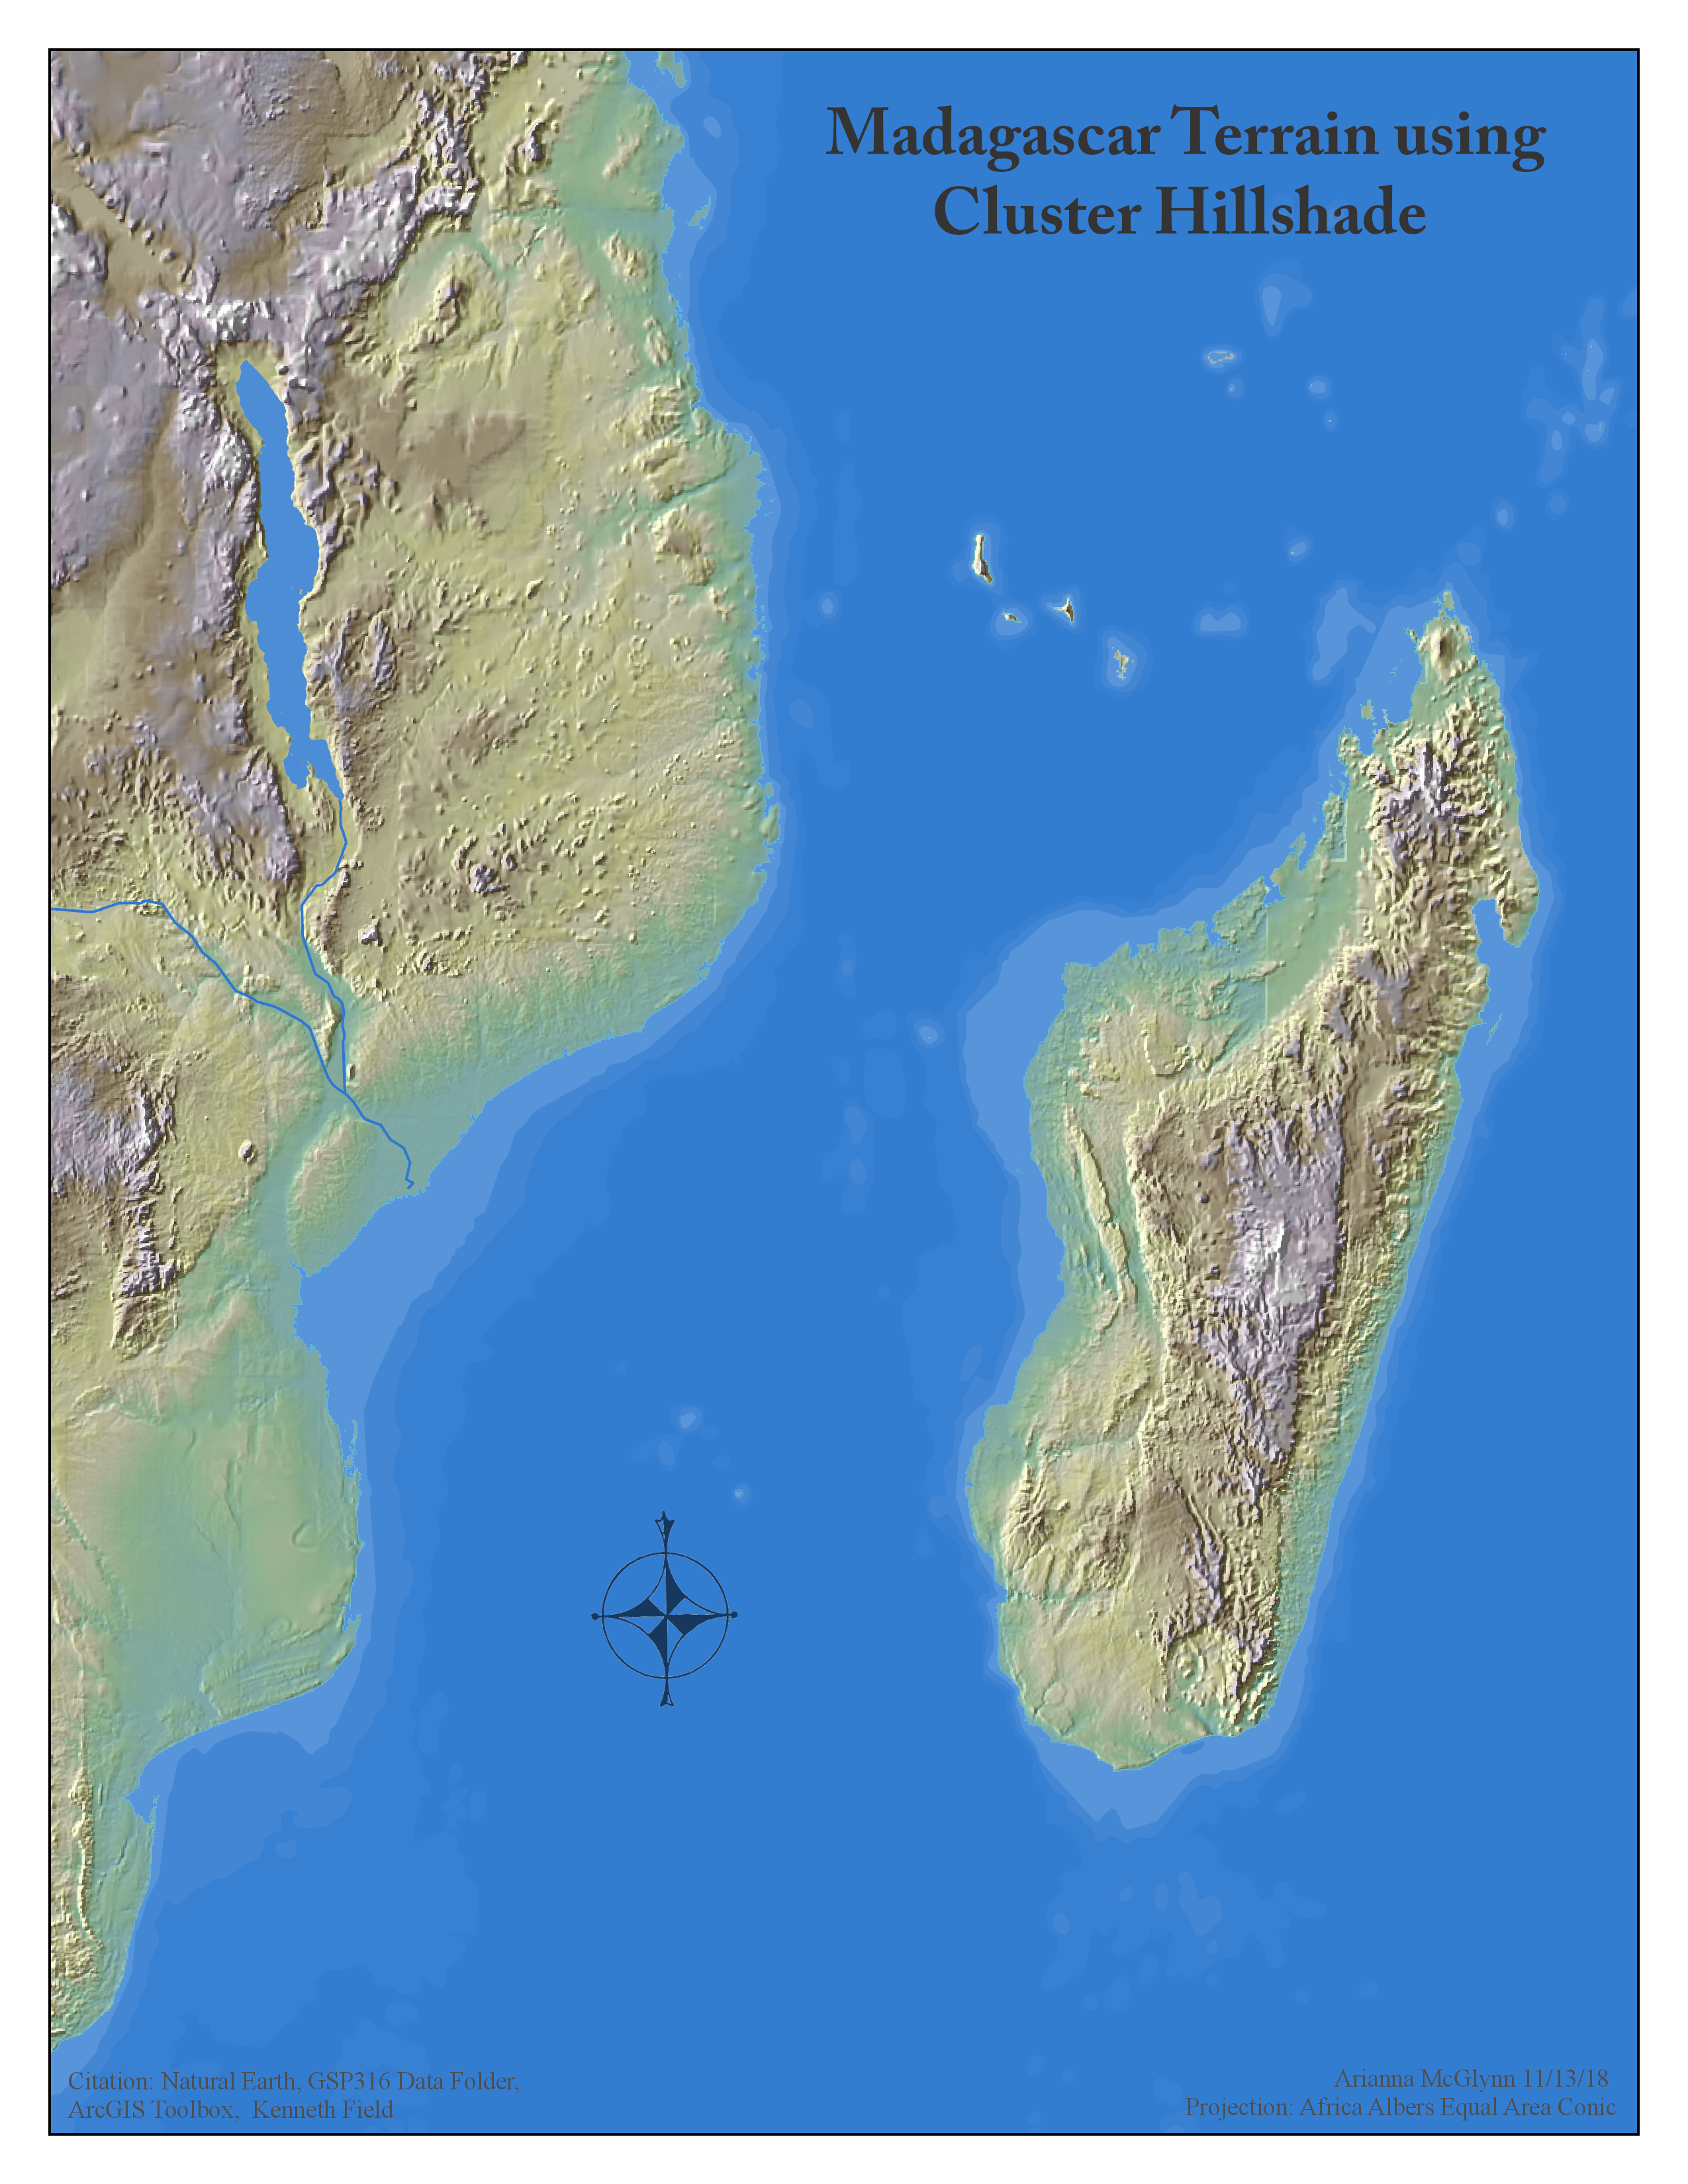 Madagascar Terrain using
Cluster Hillshade
Citation: Natural Earth, GSP316 Data Folder,
ArcGIS Toolbox, Kenneth Field
Arianna McGlynn 11/13/18
Projection: Africa Albers Equal Area Conic